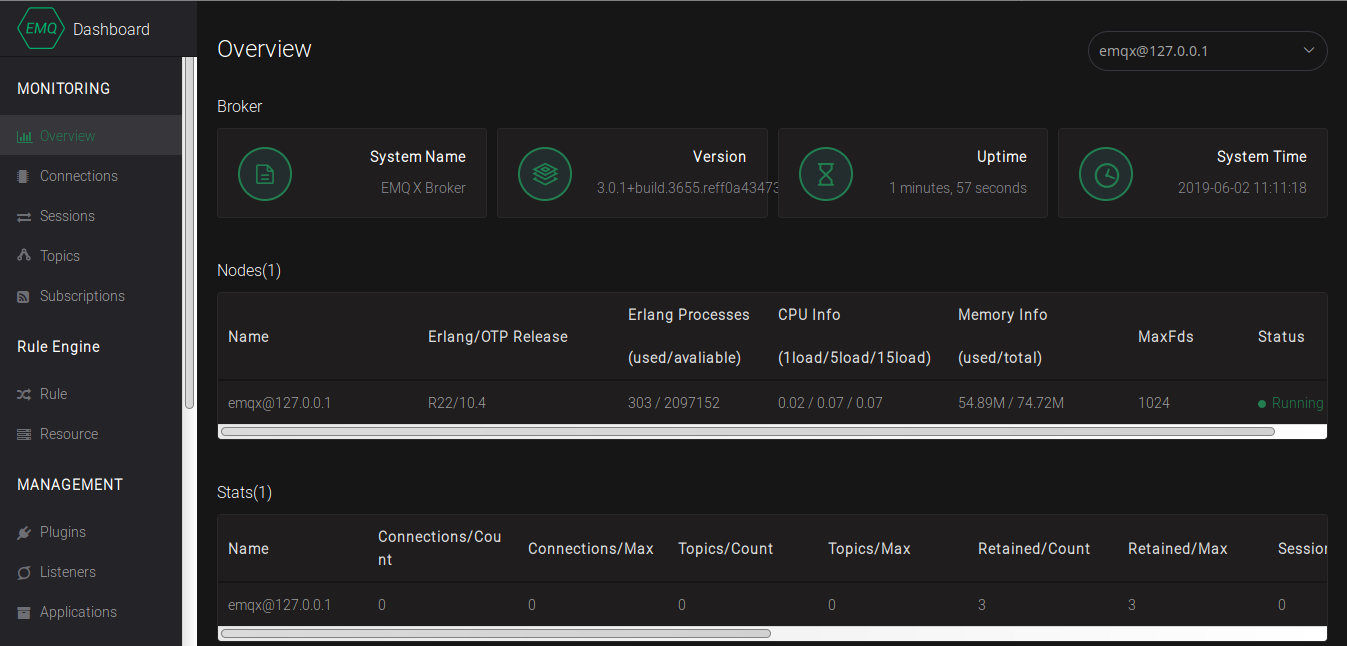 EMQ Dashboard
MONITORING
Overview
Connections
Sessions
Topics
Subscriptions
Rule Engine
Rule
Resource
MANAGEMENT
Plugins
Listeners
Applications
Overview
emqx@127.0.0.1
Broker
System Name
EMQ X Broker
Version
3.0.1+build.3655.reff0a43473
Uptime
1 minutes, 57 seconds
System Time
2019-06-02 11:11:18
Nodes(1)
Name Erlang/OTP Release Erlang Processes (used/avaliable) CPU Info (1load/5load/15load) Memory Info (used/total) MaxFds Status
emqx@127.0.0.1 R22/10.4 303 / 2097152 0.02 / 0.07 / 0.07 54.89M / 74.72M 1024 Running
Stats(1)
Name Connections/Cou
nt Connections/Max Topics/Count Topics/Max Retained/Count Retained/Max Session
emqx@127.0.0.1 0 0 0 0 3 3 0